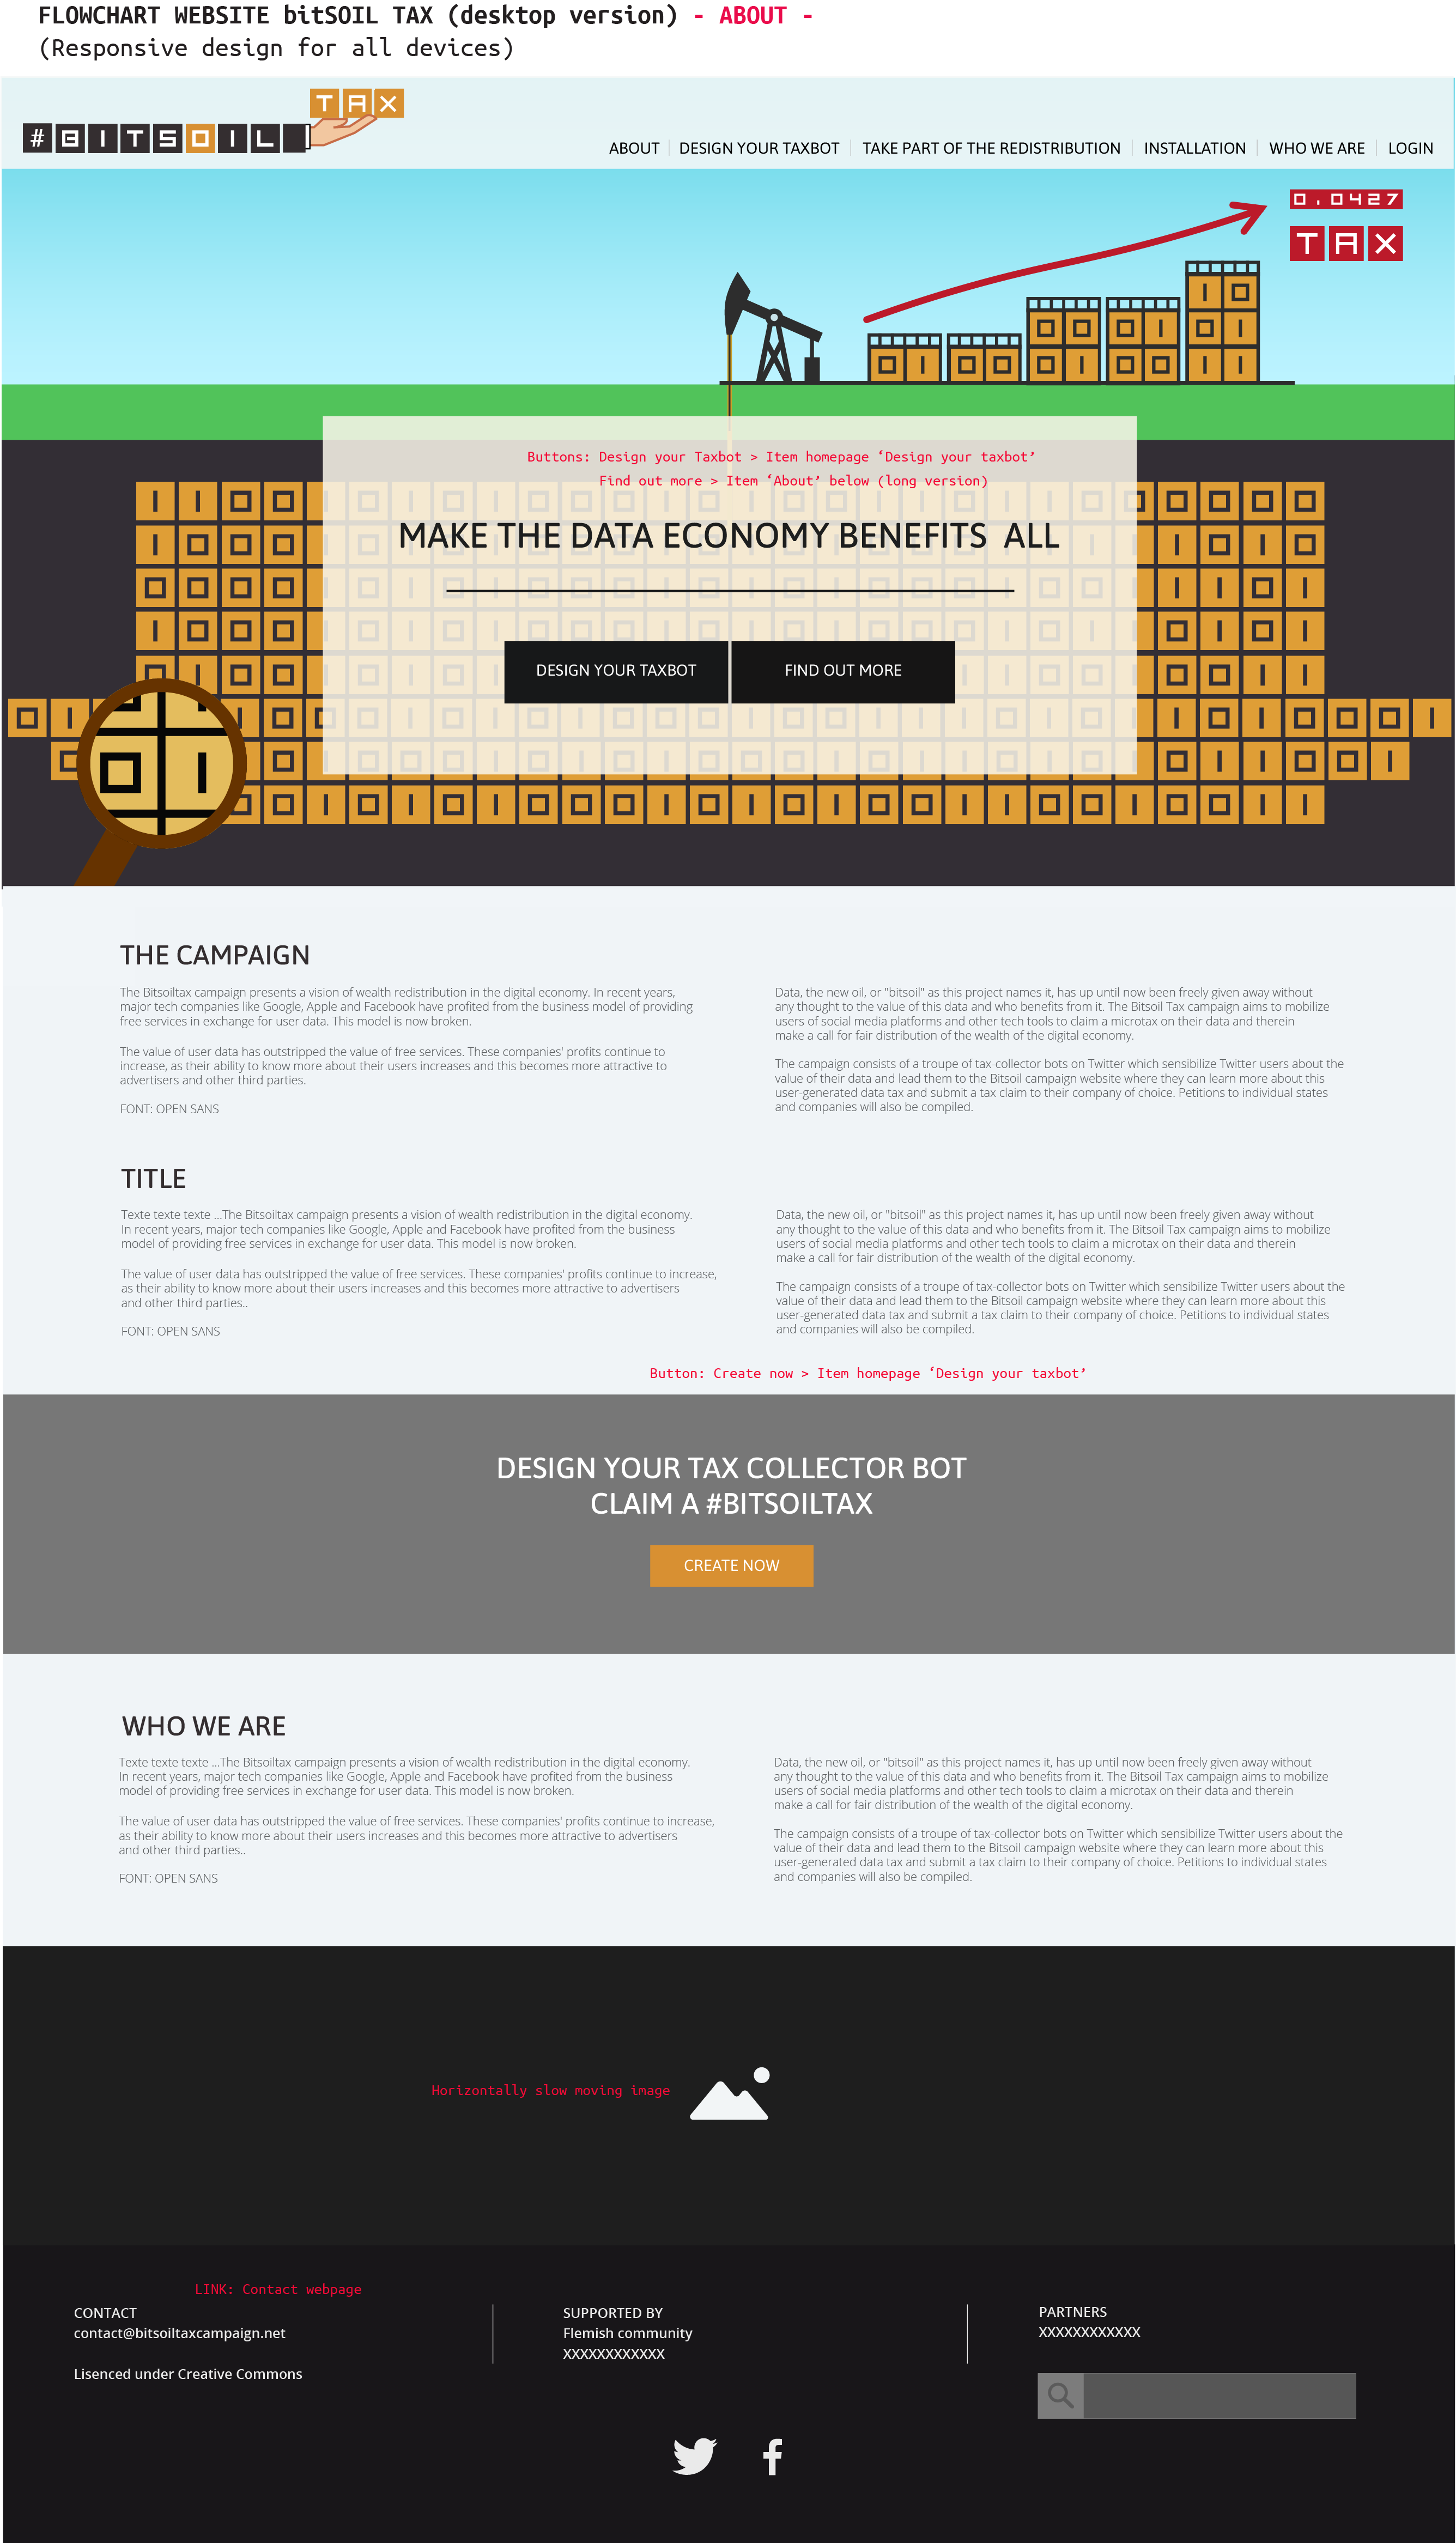 FLOWCHART WEBSITE bitSOIL TAX (desktop version) - ABOUT -
(Responsive design for all devices)
TAX
#BITSOIL
ABOUT | DESIGN YOUR TAXBOT | TAKE PART OF THE REDISTRIBUTION | INSTALLATION | WHO WE ARE | LOGIN
0.0427
TAX
Buttons: Design your Taxbot > Item homepage ‘Design your taxbot’
Find out more > Item ‘About’ below (long version)
MAKE THE DATA ECONOMY BENEFITS ALL
DESIGN YOUR TAXBOT
FIND OUT MORE
THE CAMPAIGN
The Bitsoiltax campaign presents a vision of wealth redistribution in the digital economy. In recent years,
major tech companies like Google, Apple and Facebook have profited from the business model of providing
free services in exchange for user data. This model is now broken.
The value of user data has outstripped the value of free services. These companies' profits continue to
increase, as their ability to know more about their users increases and this becomes more attractive to
advertisers and other third parties.
FONT: OPEN SANS
Data, the new oil, or "bitsoil" as this project names it, has up until now been freely given away without
any thought to the value of this data and who benefits from it. The Bitsoil Tax campaign aims to mobilize
users of social media platforms and other tech tools to claim a microtax on their data and therein
make a call for fair distribution of the wealth of the digital economy.
The campaign consists of a troupe of tax-collector bots on Twitter which sensibilize Twitter users about the
value of their data and lead them to the Bitsoil campaign website where they can learn more about this
user-generated data tax and submit a tax claim to their company of choice. Petitions to individual states
and companies will also be compiled.
TITLE
Texte texte texte ...The Bitsoiltax campaign presents a vision of wealth redistribution in the digital economy.
In recent years, major tech companies like Google, Apple and Facebook have profited from the business
model of providing free services in exchange for user data. This model is now broken.
The value of user data has outstripped the value of free services. These companies' profits continue to increase,
as their ability to know more about their users increases and this becomes more attractive to advertisers
and other third parties..
FONT: OPEN SANS
Data, the new oil, or "bitsoil" as this project names it, has up until now been freely given away without
any thought to the value of this data and who benefits from it. The Bitsoil Tax campaign aims to mobilize
users of social media platforms and other tech tools to claim a microtax on their data and therein
make a call for fair distribution of the wealth of the digital economy.
The campaign consists of a troupe of tax-collector bots on Twitter which sensibilize Twitter users about the
value of their data and lead them to the Bitsoil campaign website where they can learn more about this
user-generated data tax and submit a tax claim to their company of choice. Petitions to individual states
and companies will also be compiled.
Button: Create now > Item homepage ‘Design your taxbot’
DESIGN YOUR TAX COLLECTOR BOT
CLAIM A #BITSOILTAX
CREATE NOW
WHO WE ARE
Texte texte texte ...The Bitsoiltax campaign presents a vision of wealth redistribution in the digital economy.
In recent years, major tech companies like Google, Apple and Facebook have profited from the business
model of providing free services in exchange for user data. This model is now broken.
The value of user data has outstripped the value of free services. These companies' profits continue to increase,
as their ability to know more about their users increases and this becomes more attractive to advertisers
and other third parties..
FONT: OPEN SANS
Data, the new oil, or "bitsoil" as this project names it, has up until now been freely given away without
any thought to the value of this data and who benefits from it. The Bitsoil Tax campaign aims to mobilize
users of social media platforms and other tech tools to claim a microtax on their data and therein
make a call for fair distribution of the wealth of the digital economy.
The campaign consists of a troupe of tax-collector bots on Twitter which sensibilize Twitter users about the
value of their data and lead them to the Bitsoil campaign website where they can learn more about this
user-generated data tax and submit a tax claim to their company of choice. Petitions to individual states
and companies will also be compiled.
Horizontally slow moving image
LINK: Contact webpage
CONTACT
contact@bitsoiltaxcampaign.net
Lisenced under Creative Commons
SUPPORTED BY
Flemish community
XXXXXXXXXXXX
PARTNERS
XXXXXXXXXXXX